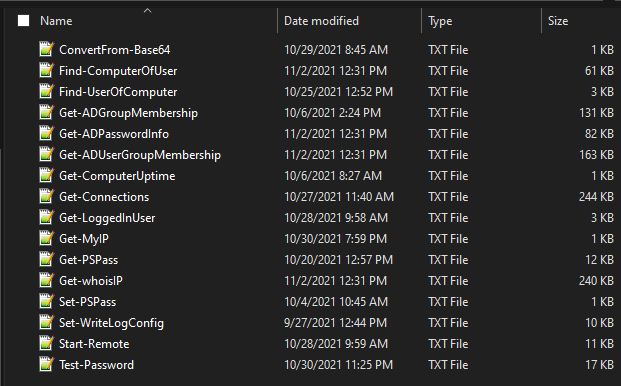 Name Date modified Type Size
ConvertFrom-Base64 10/29/2021 8:45 AM TXT File 1 KB
Find-ComputerOfUser 11/2/2021 12:31 PM TXT File 61 KB
Find-UserOfComputer 10/25/2021 12:52 PM TXT File 3 KB
Get-ADGroupMembership 10/6/2021 2:24 PM TXT File 131 KB
Get-ADPasswordInfo 11/2/2021 12:31 PM TXT File 82 KB
Get-ADUserGroupMembership 11/2/2021 12:31 PM TXT File 163 KB
Get-ComputerUptime 10/6/2021 8:27 AM TXT File 1 KB
Get-Connections 10/27/2021 11:40 AM TXT File 244 KB
Get-LoggedInUser 10/28/2021 9:58 AM TXT File 3 KB
Get-MyIP 10/30/2021 7:59 PM TXT File 1 KB
Get-PSPass 10/20/2021 12:57 PM TXT File 12 KB
Get-whoisIP 11/2/2021 12:31 PM TXT File 240 KB
Set-PSPass 10/4/2021 10:45 AM TXT File 1 KB
Set-WriteLogConfig 9/27/2021 12:44 PM TXT File 10 KB
Start-Remote 10/28/2021 9:59 AM TXT File 11 KB
Test-Password 10/30/2021 11:25 PM TXT File 17 KB